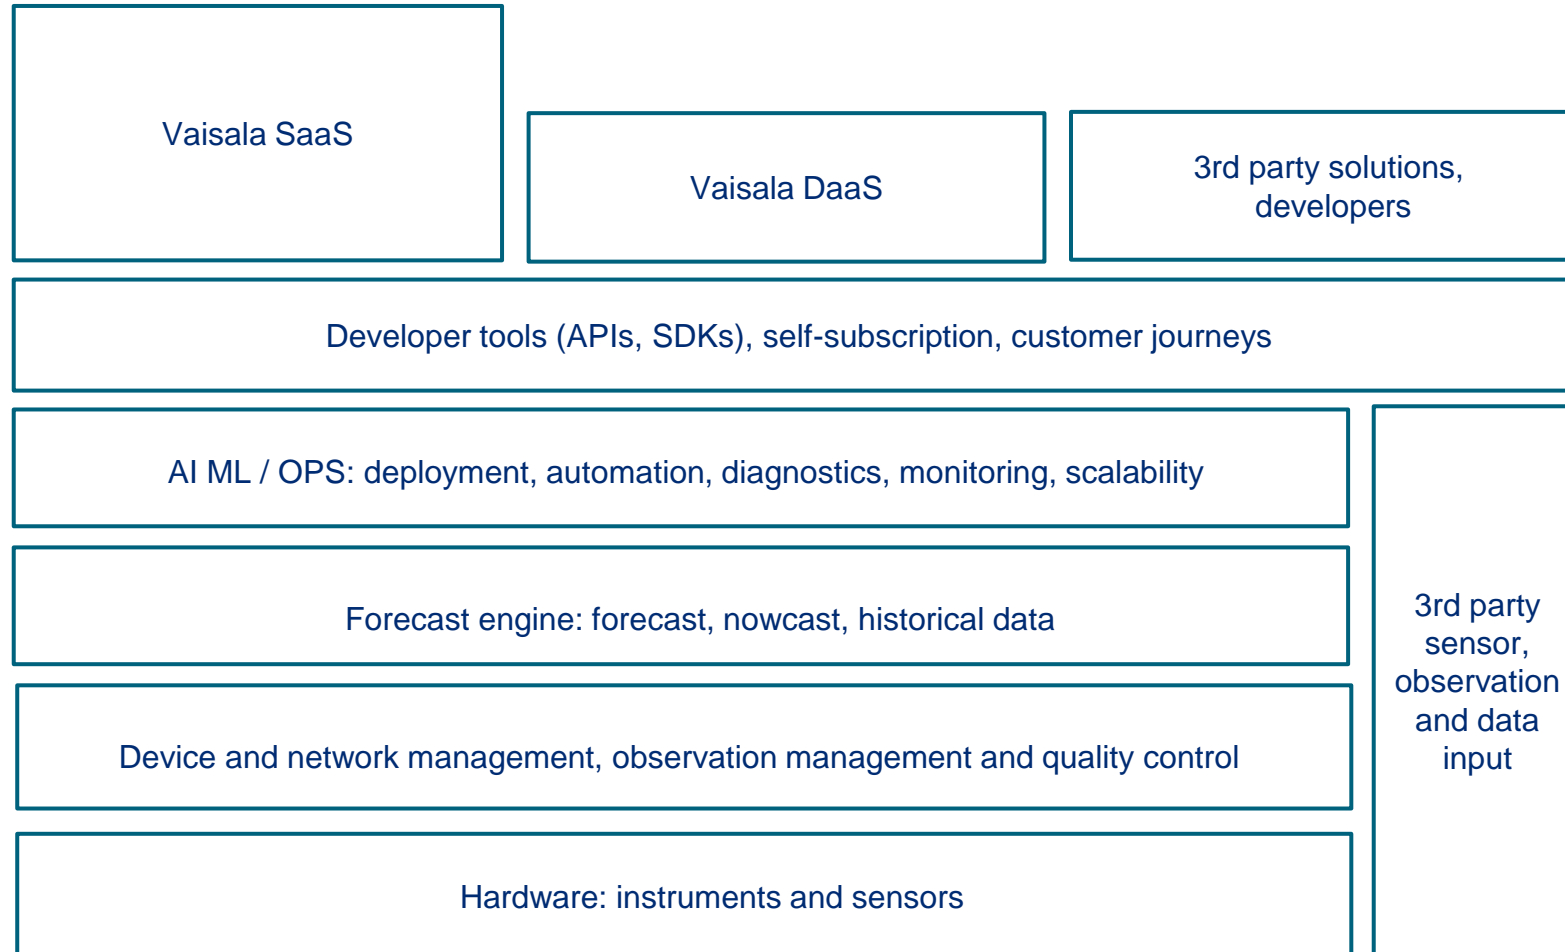 Vaisala SaaS
Vaisala DaaS
3rd party solutions,
developers
Developer tools (APIs, SDKs), self-subscription, customer journeys
AI ML / OPS: deployment, automation, diagnostics, monitoring, scalability
Forecast engine: forecast, nowcast, historical data
Device and network management, observation management and quality control
Hardware: instruments and sensors
3rd party
sensor,
observation
and data
input